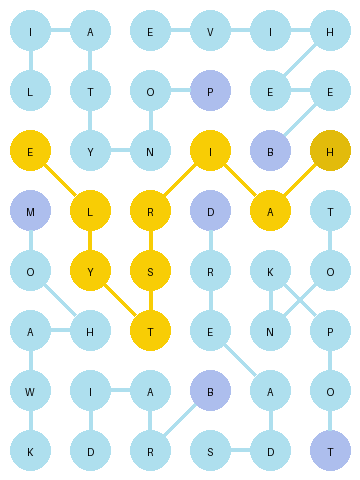 I A E V I H
L T O P E E
E Y N I B H
M L R D A T
O Y S R K O
A H T E N P
W I A B A O
K D R S D T